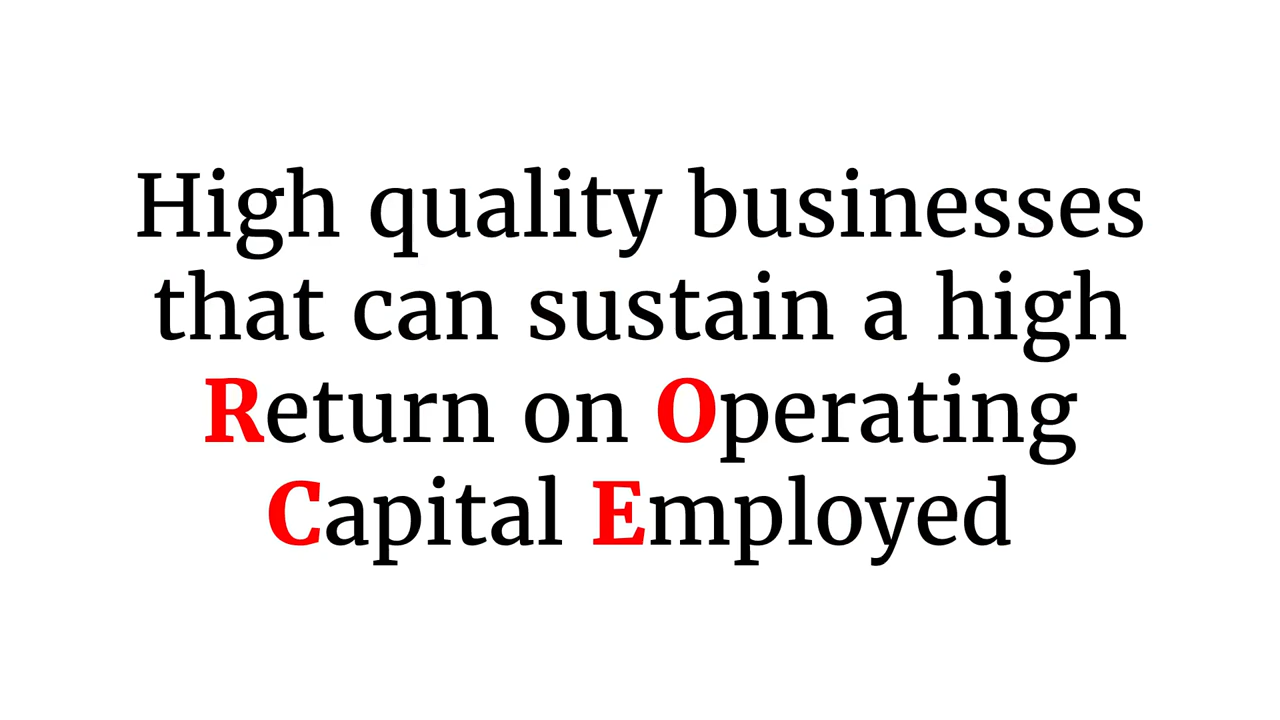 High quality businesses
that can sustain a high
Return on Operating
Capital Employed